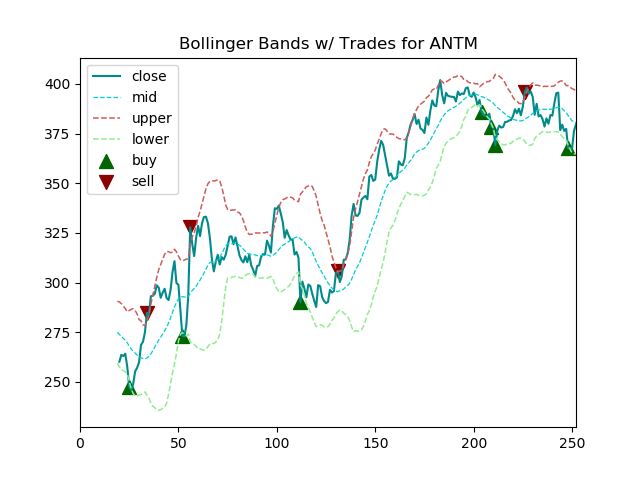 Bollinger Bands w/ Trades for ANTM
close
mid
upper
lower
buy
sell
400
375
350
325
300
275
250
0 50 100 150 200 250